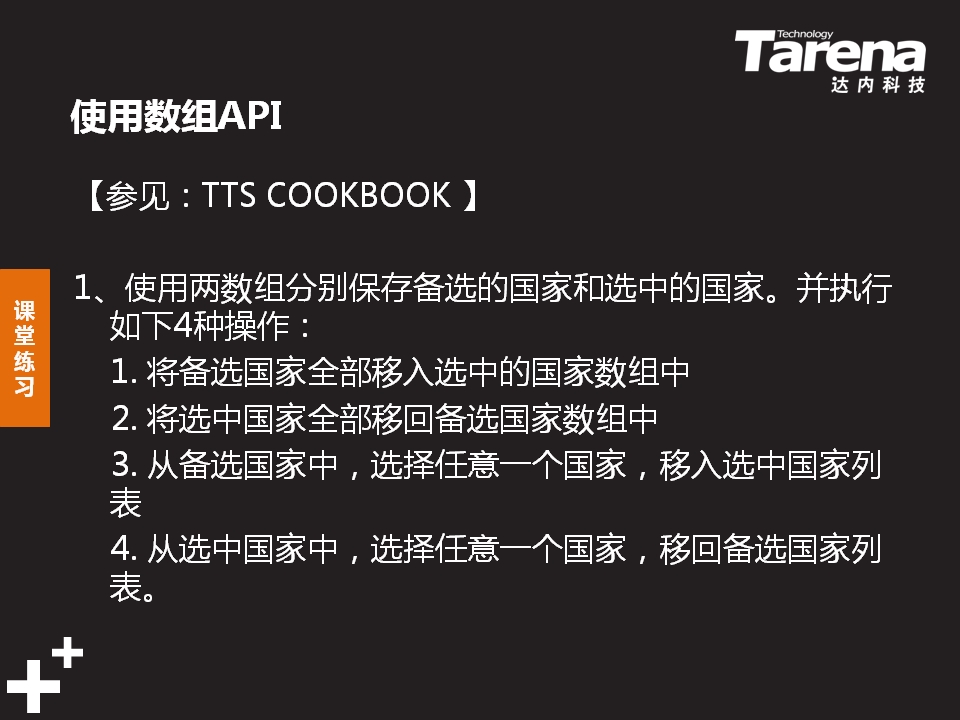 Technology
Tarena
达内科技
使用数组API
【参见：TTS COOKBOOK 】
1、使用两数组分别保存备选的国家和选中的国家。并执行
如下4种操作：
1. 将备选国家全部移入选中的国家数组中
2. 将选中国家全部移回备选国家数组中
3. 从备选国家中，选择任意一个国家，移入选中国家列
表
4. 从选中国家中，选择任意一个国家，移回备选国家列
表。
课
堂
练
习